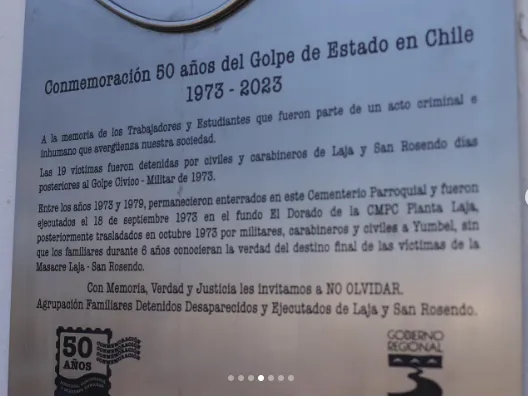 Conmemoración 50 años del Golpe de Estado en Chile
1973 - 2023
A la memoria de los Trabajadores y Estudiantes que fueron parte de un acto criminal e
inhumano que avergüenza nuestra sociedad.
Las 19 víctimas fueron detenidas por civiles y carabineros de Laja y San Rosendo días
posteriores al Golpe Cívico - Militar de 1973.
Entre los años 1973 y 1979, permanecieron enterrados en este Cementerio Parroquial y fueron
ejecutados el 18 de septiembre 1973 en el fundo El Dorado de la CMPC Planta Laja,
posteriormente trasladados en octubre 1973 por militares, carabineros y civiles a Yumbel, sin
que los familiares durante 6 años conocieran la verdad del destino final de las víctimas de la
Masacre Laja - San Rosendo.
Con Memoria, Verdad y Justicia les invitamos a NO OLVIDAR.
Agrupación Familiares Detenidos Desaparecidos y Ejecutados de Laja y San Rosendo.
50
AÑOS
CONMEMORACIÓN
CONMEMORACIÓN
CONMEMORACIÓN
GOBIERNO
REGIONAL